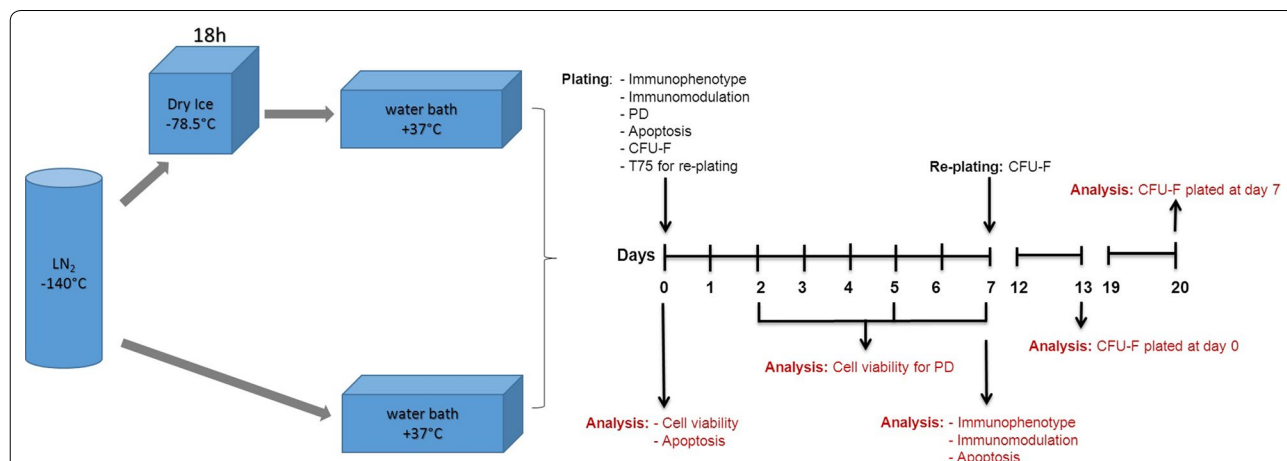 18h
Dry Ice
-78.5°C
water bath
+37°C
LN2
-140°C
water bath
+37°C
Plating: - Immunophenotype
- Immunomodulation
- PD
- Apoptosis
- CFU-F
- T75 for re-plating
Re-plating: CFU-F
Analysis: CFU-F plated at day 7
Days
0 1 2 3 4 5 6 7 12 13 19 20
Analysis: CFU-F plated at day 0
Analysis: Cell viability for PD
Analysis: - Cell viability
- Apoptosis
Analysis: - Immunophenotype
- Immunomodulation
- Apoptosis